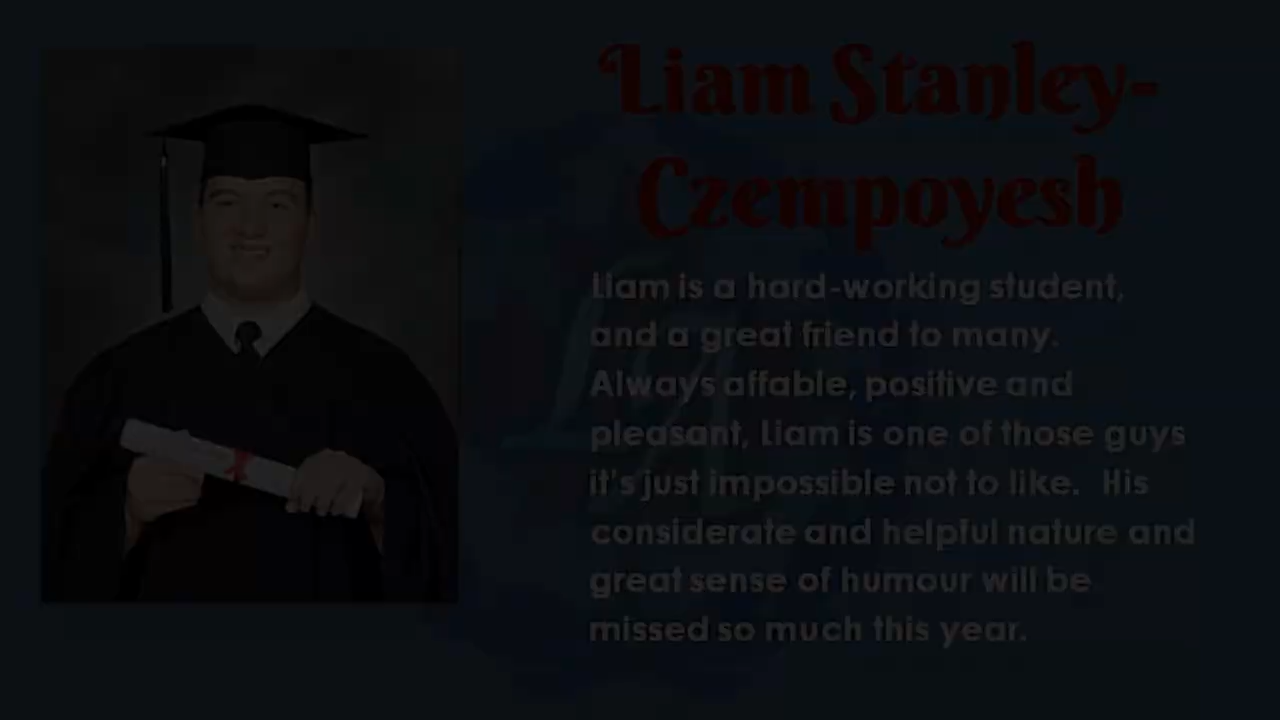 Liam Stanley-
Czempoyesh
Liam is a hard-working student,
and a great friend to many.
Always affable, positive and
pleasant, Liam is one of those guys
it's just impossible not to like.  His
considerate and helpful nature and
great sense of humour will be
missed so much this year.